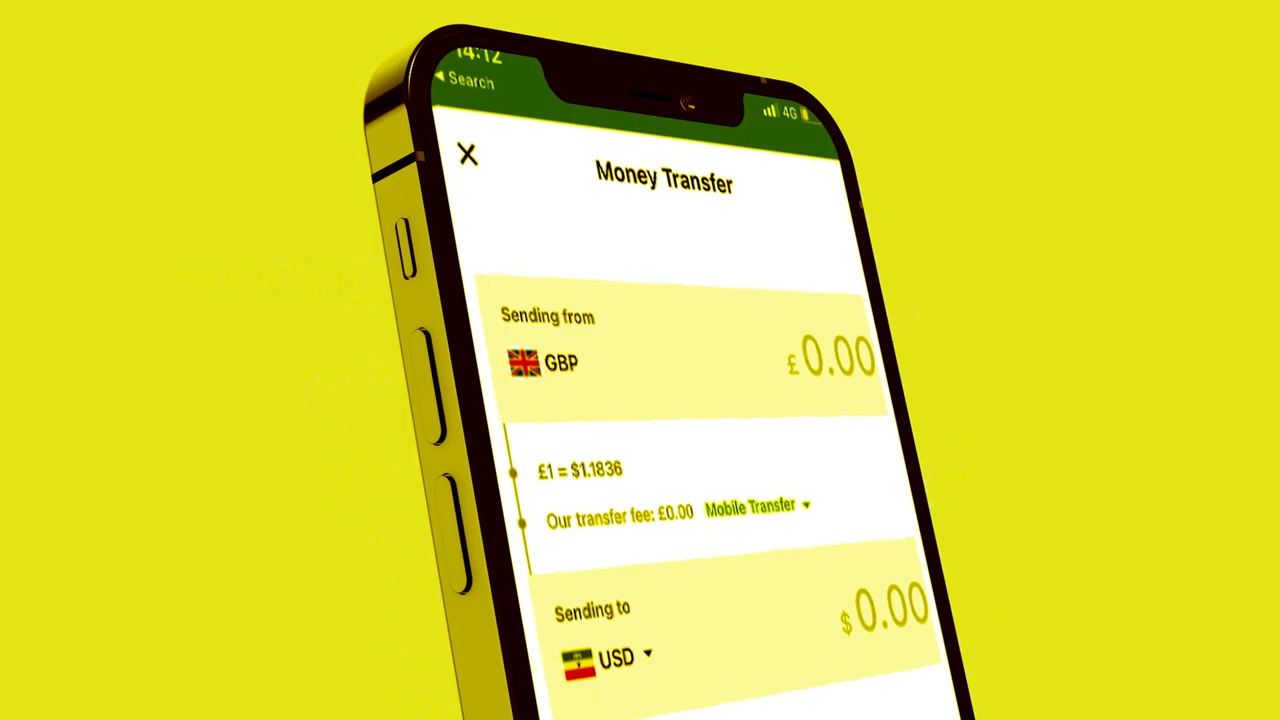 14:12
Search
4G
Money Transfer
Sending from
GBP
£0.00
£1 = $1.1836
Our transfer fee: £0.00 Mobile Transfer
Sending to
$0.00
USD
Sending